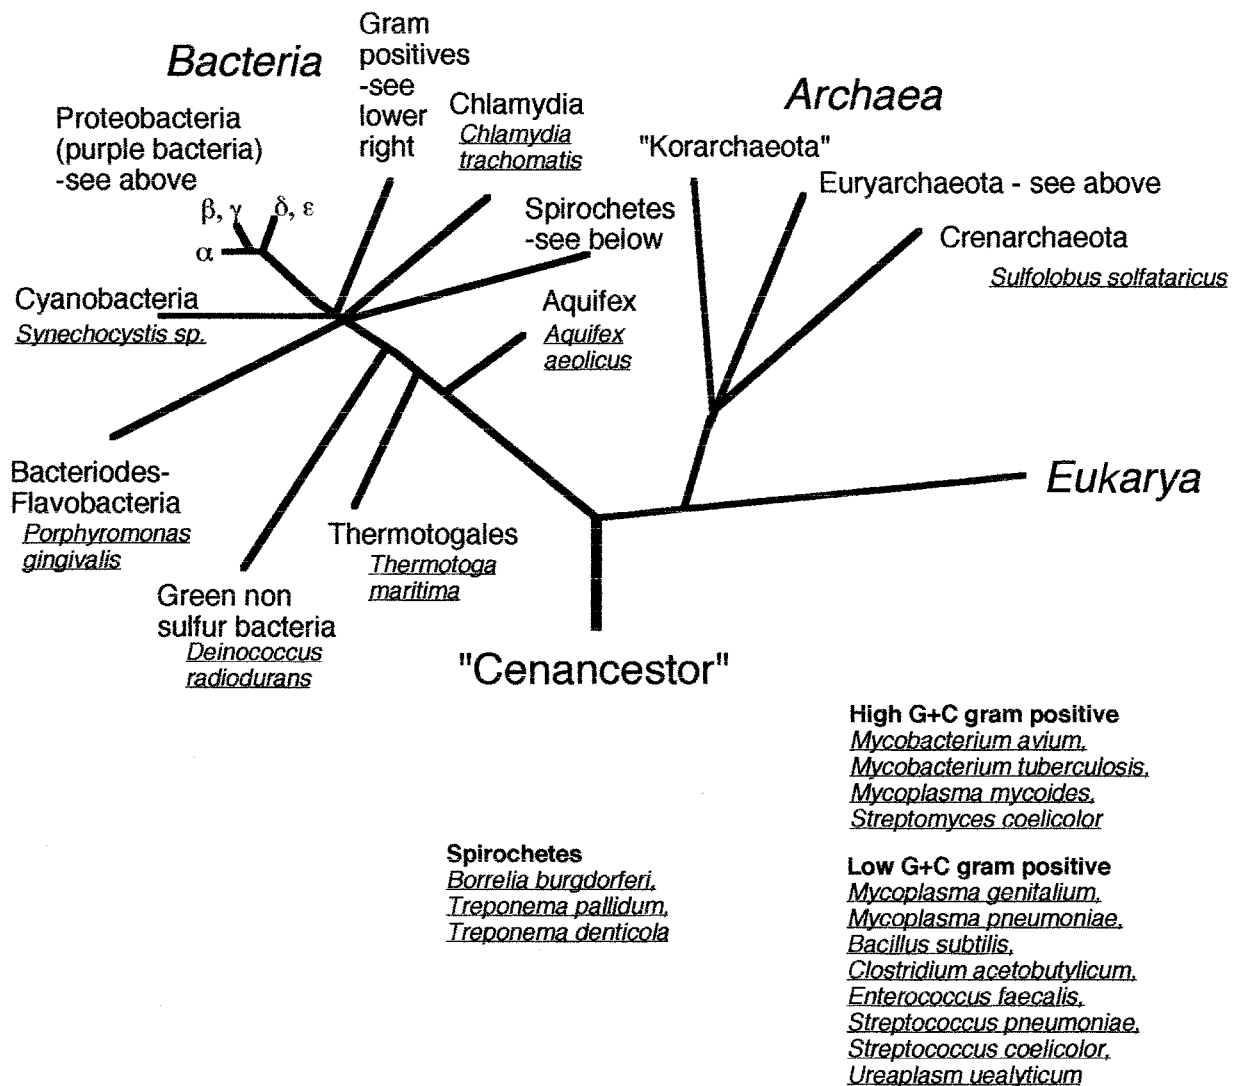 Bacteria
Gram
positives
-see
lower
right
Chlamydia
Chlamydia
trachomatis
Proteobacteria
(purple bacteria)
-see above
β, γ
δ, ε
α
Spirochetes
-see below
Cyanobacteria
Synechocystis sp.
Aquifex
Aquifex
aeolicus
Bacteriodes-
Flavobacteria
Porphyromonas
gingivalis
Green non
sulfur bacteria
Deinococcus
radiodurans
Thermotogales
Thermotoga
maritima
Archaea
"Korarchaeota"
Euryarchaeota - see above
Crenarchaeota
Sulfolobus solfataricus
Eukarya
"Cenancestor"
Spirochetes
Borrelia burgdorferi,
Treponema pallidum,
Treponema denticola
High G+C gram positive
Mycobacterium avium,
Mycobacterium tuberculosis,
Mycoplasma mycoides,
Streptomyces coelicolor
Low G+C gram positive
Mycoplasma genitalium,
Mycoplasma pneumoniae,
Bacillus subtilis,
Clostridium acetobutylicum,
Enterococcus faecalis,
Streptococcus pneumoniae,
Streptococcus coelicolor,
Ureaplasm uealyticum